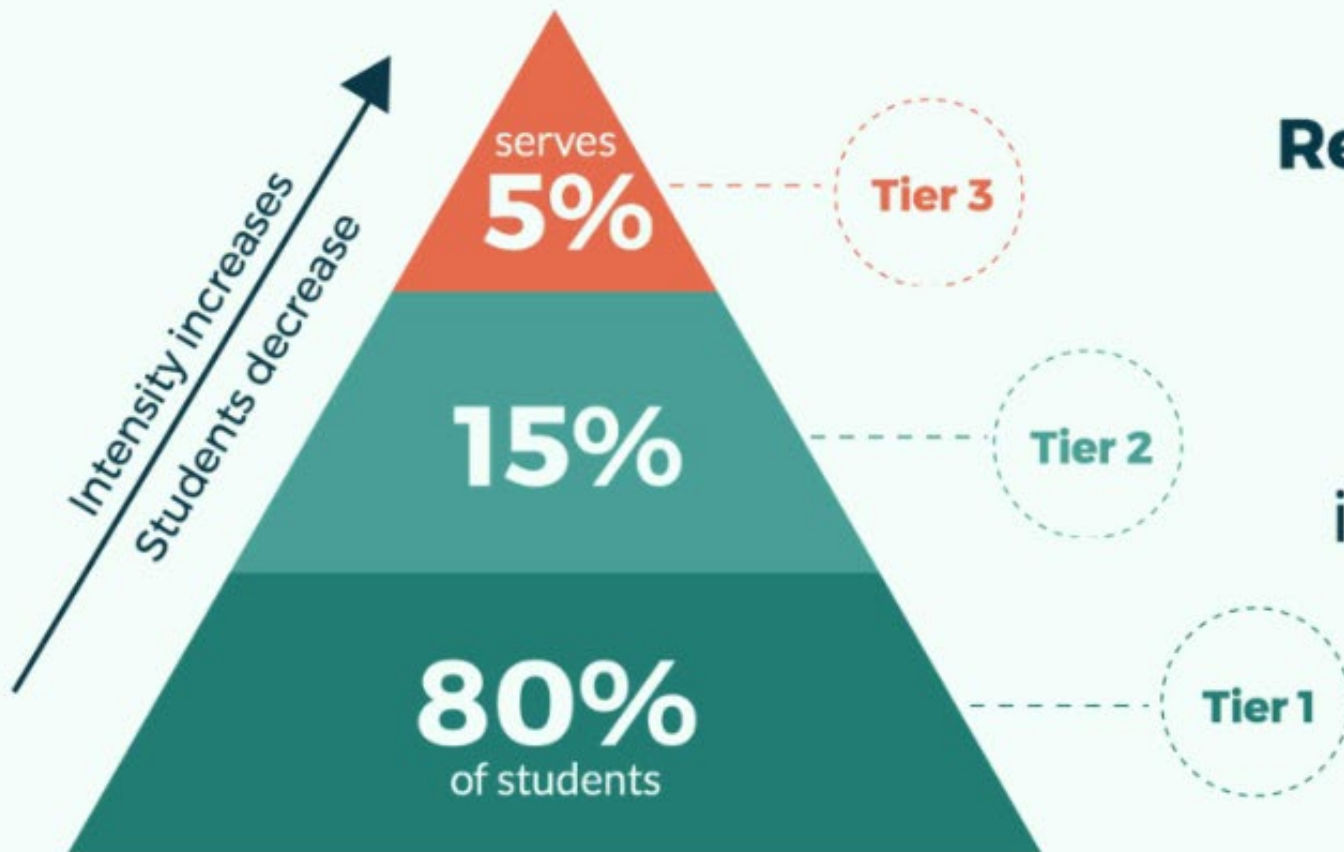 serves
5%
Tier 3
Intensity increases
Students decrease
15%
Tier 2
80%
of students
Tier 1